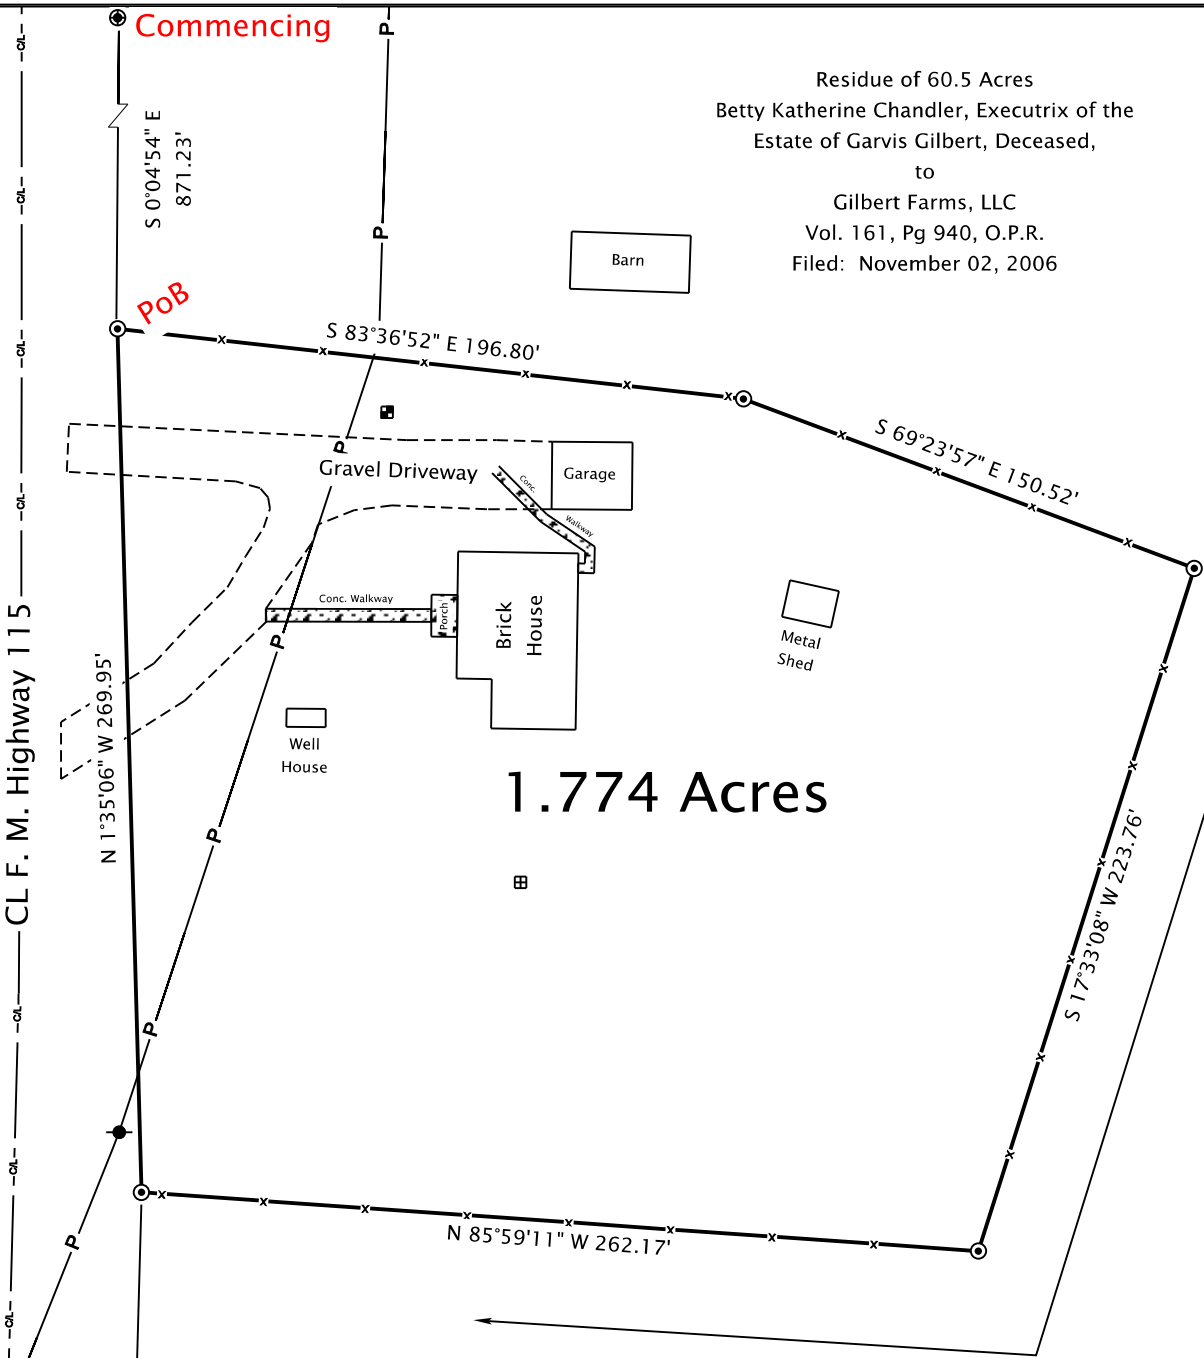 Commencing
P
S 0°04'54" E
871.23'
Residue of 60.5 Acres
Betty Katherine Chandler, Executrix of the
Estate of Garvis Gilbert, Deceased,
to
Gilbert Farms, LLC
Vol. 161, Pg 940, O.P.R.
Filed: November 02, 2006
C/L
C/L
P
Barn
PoB
C/L
S 83°36'52" E 196.80'
x x x x x x
S 69°23'57" E 150.52'
x x x x
P
Gravel Driveway
Garage
C/L
Conc.
Walkway
Conc. Walkway
Porch
Brick
House
Metal
Shed
P
CL F. M. Highway 115
N 1°35'06" W 269.95'
Well
House
1.774 Acres
P
S 17°33'08" W 223.76'
x x x x x x
C/L
P
C/L
x x x x x x x x
N 85°59'11" W 262.17'
P
C/L